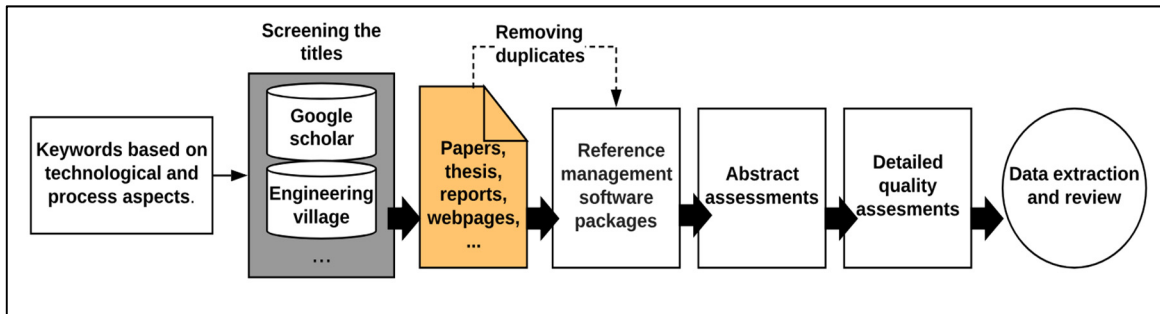 Screening the
titles
Removing
duplicates
Keywords based on
technological and
process aspects.
Google
scholar
Engineering
village
...
Papers,
thesis,
reports,
webpages,
...
Reference
management
software
packages
Abstract
assessments
Detailed
quality
assesments
Data extraction
and review